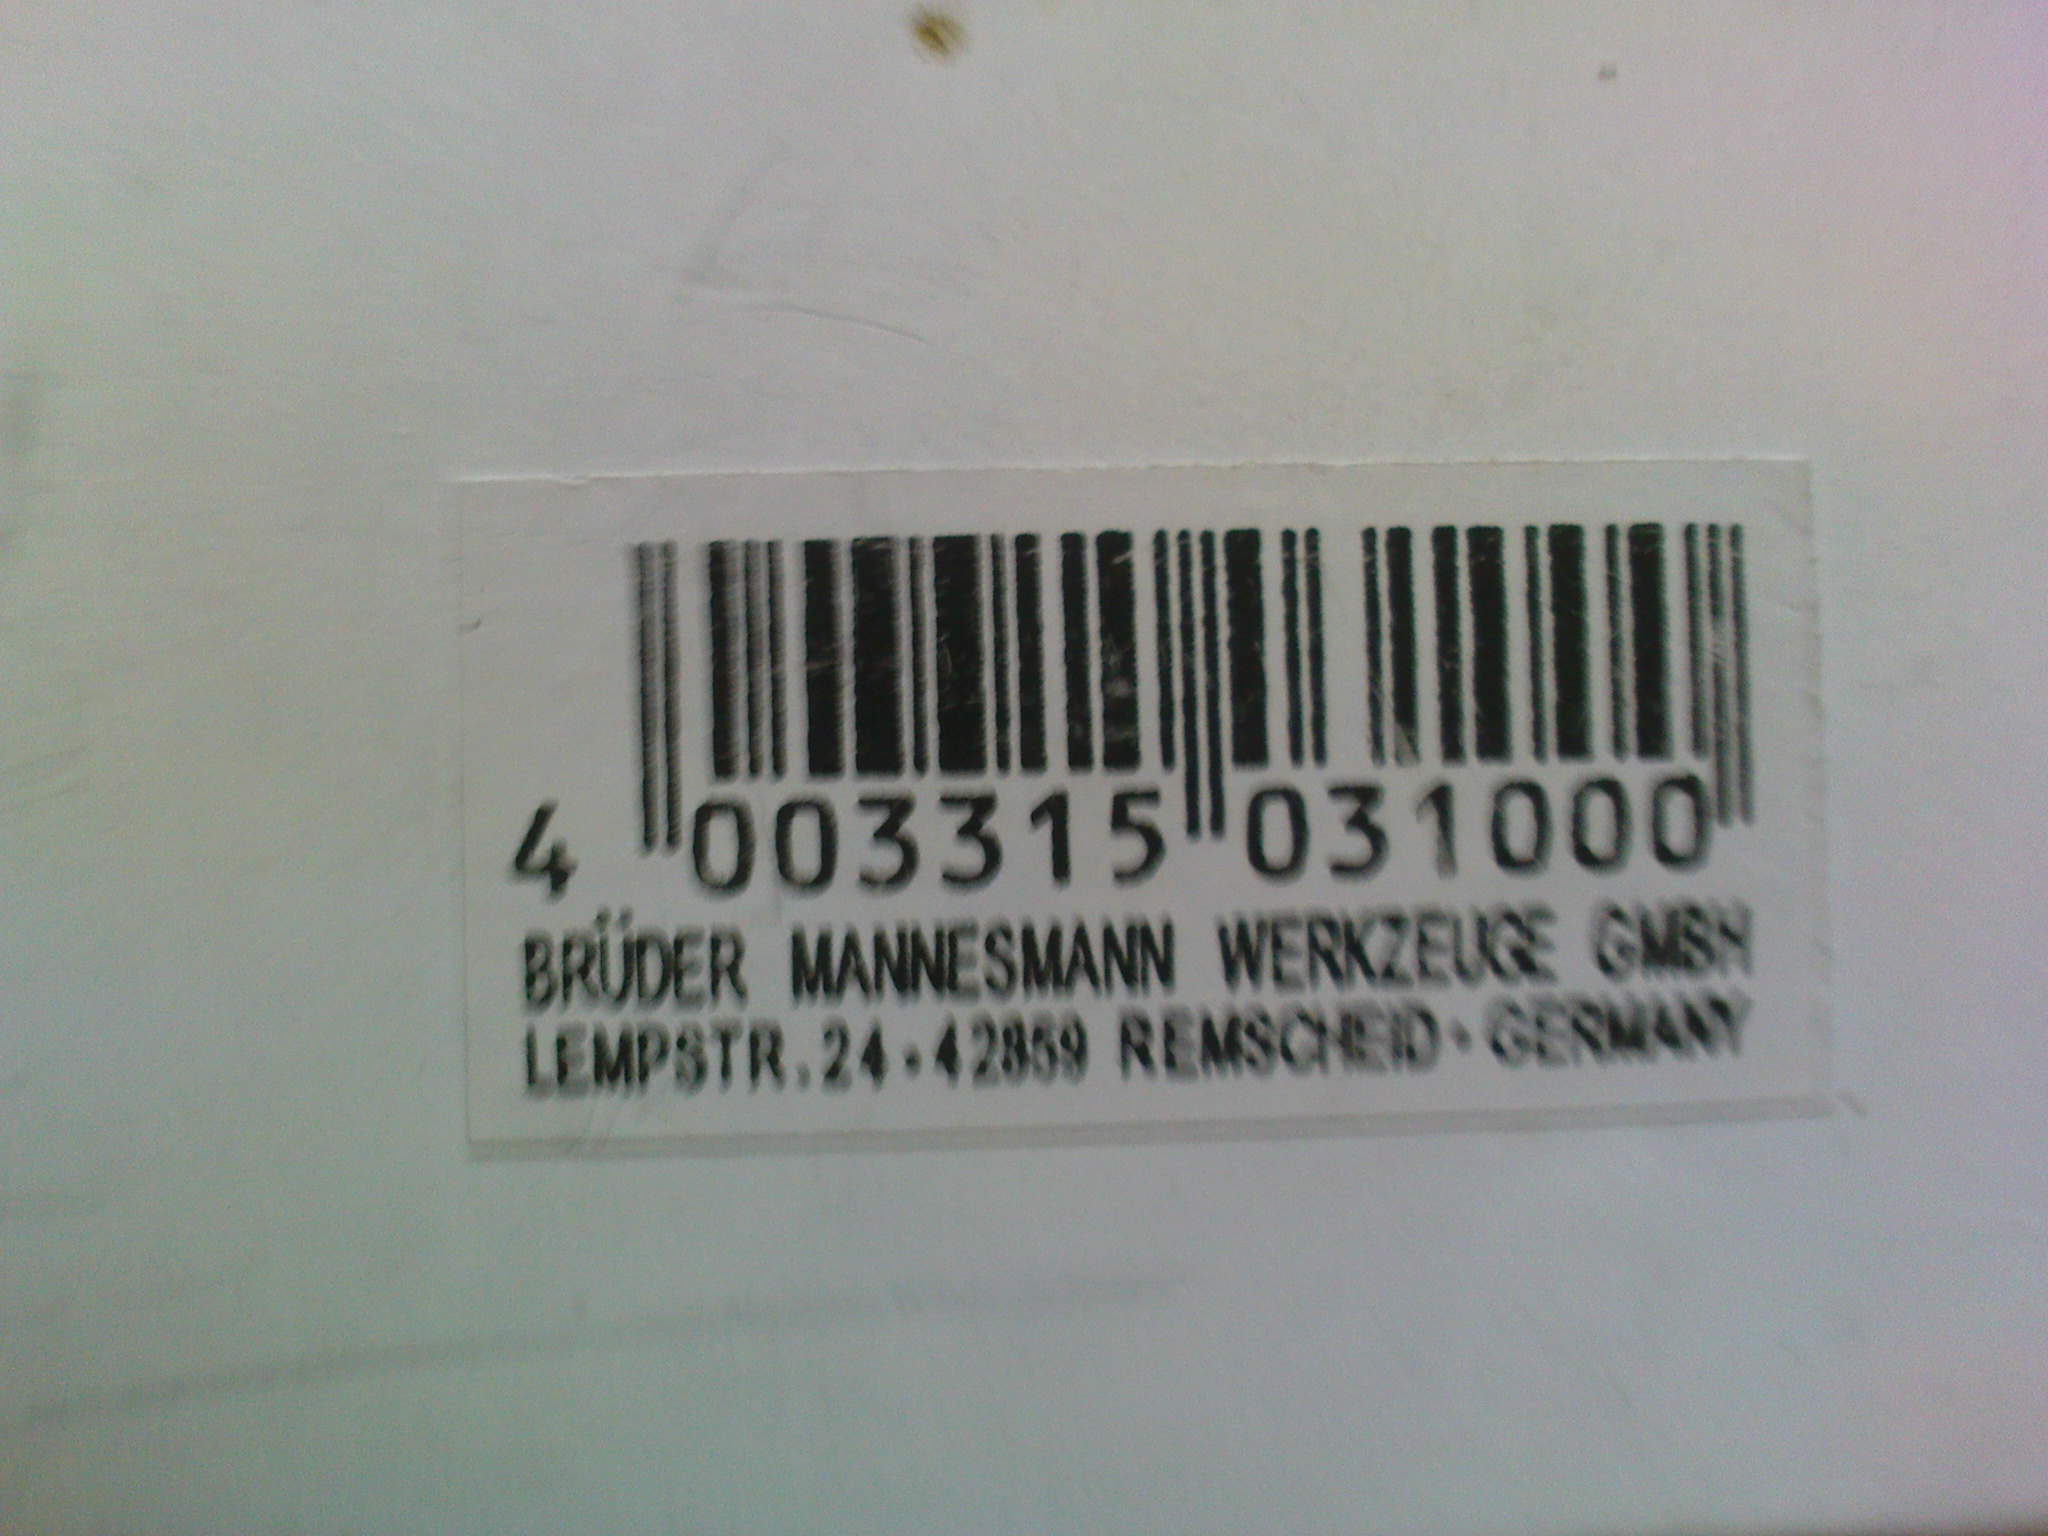 4 003315 031000
BRÜDER MANNESMANN WERKZEUGE GMBH
LEMPSTR.24·42859 REMSCHEID·GERMANY